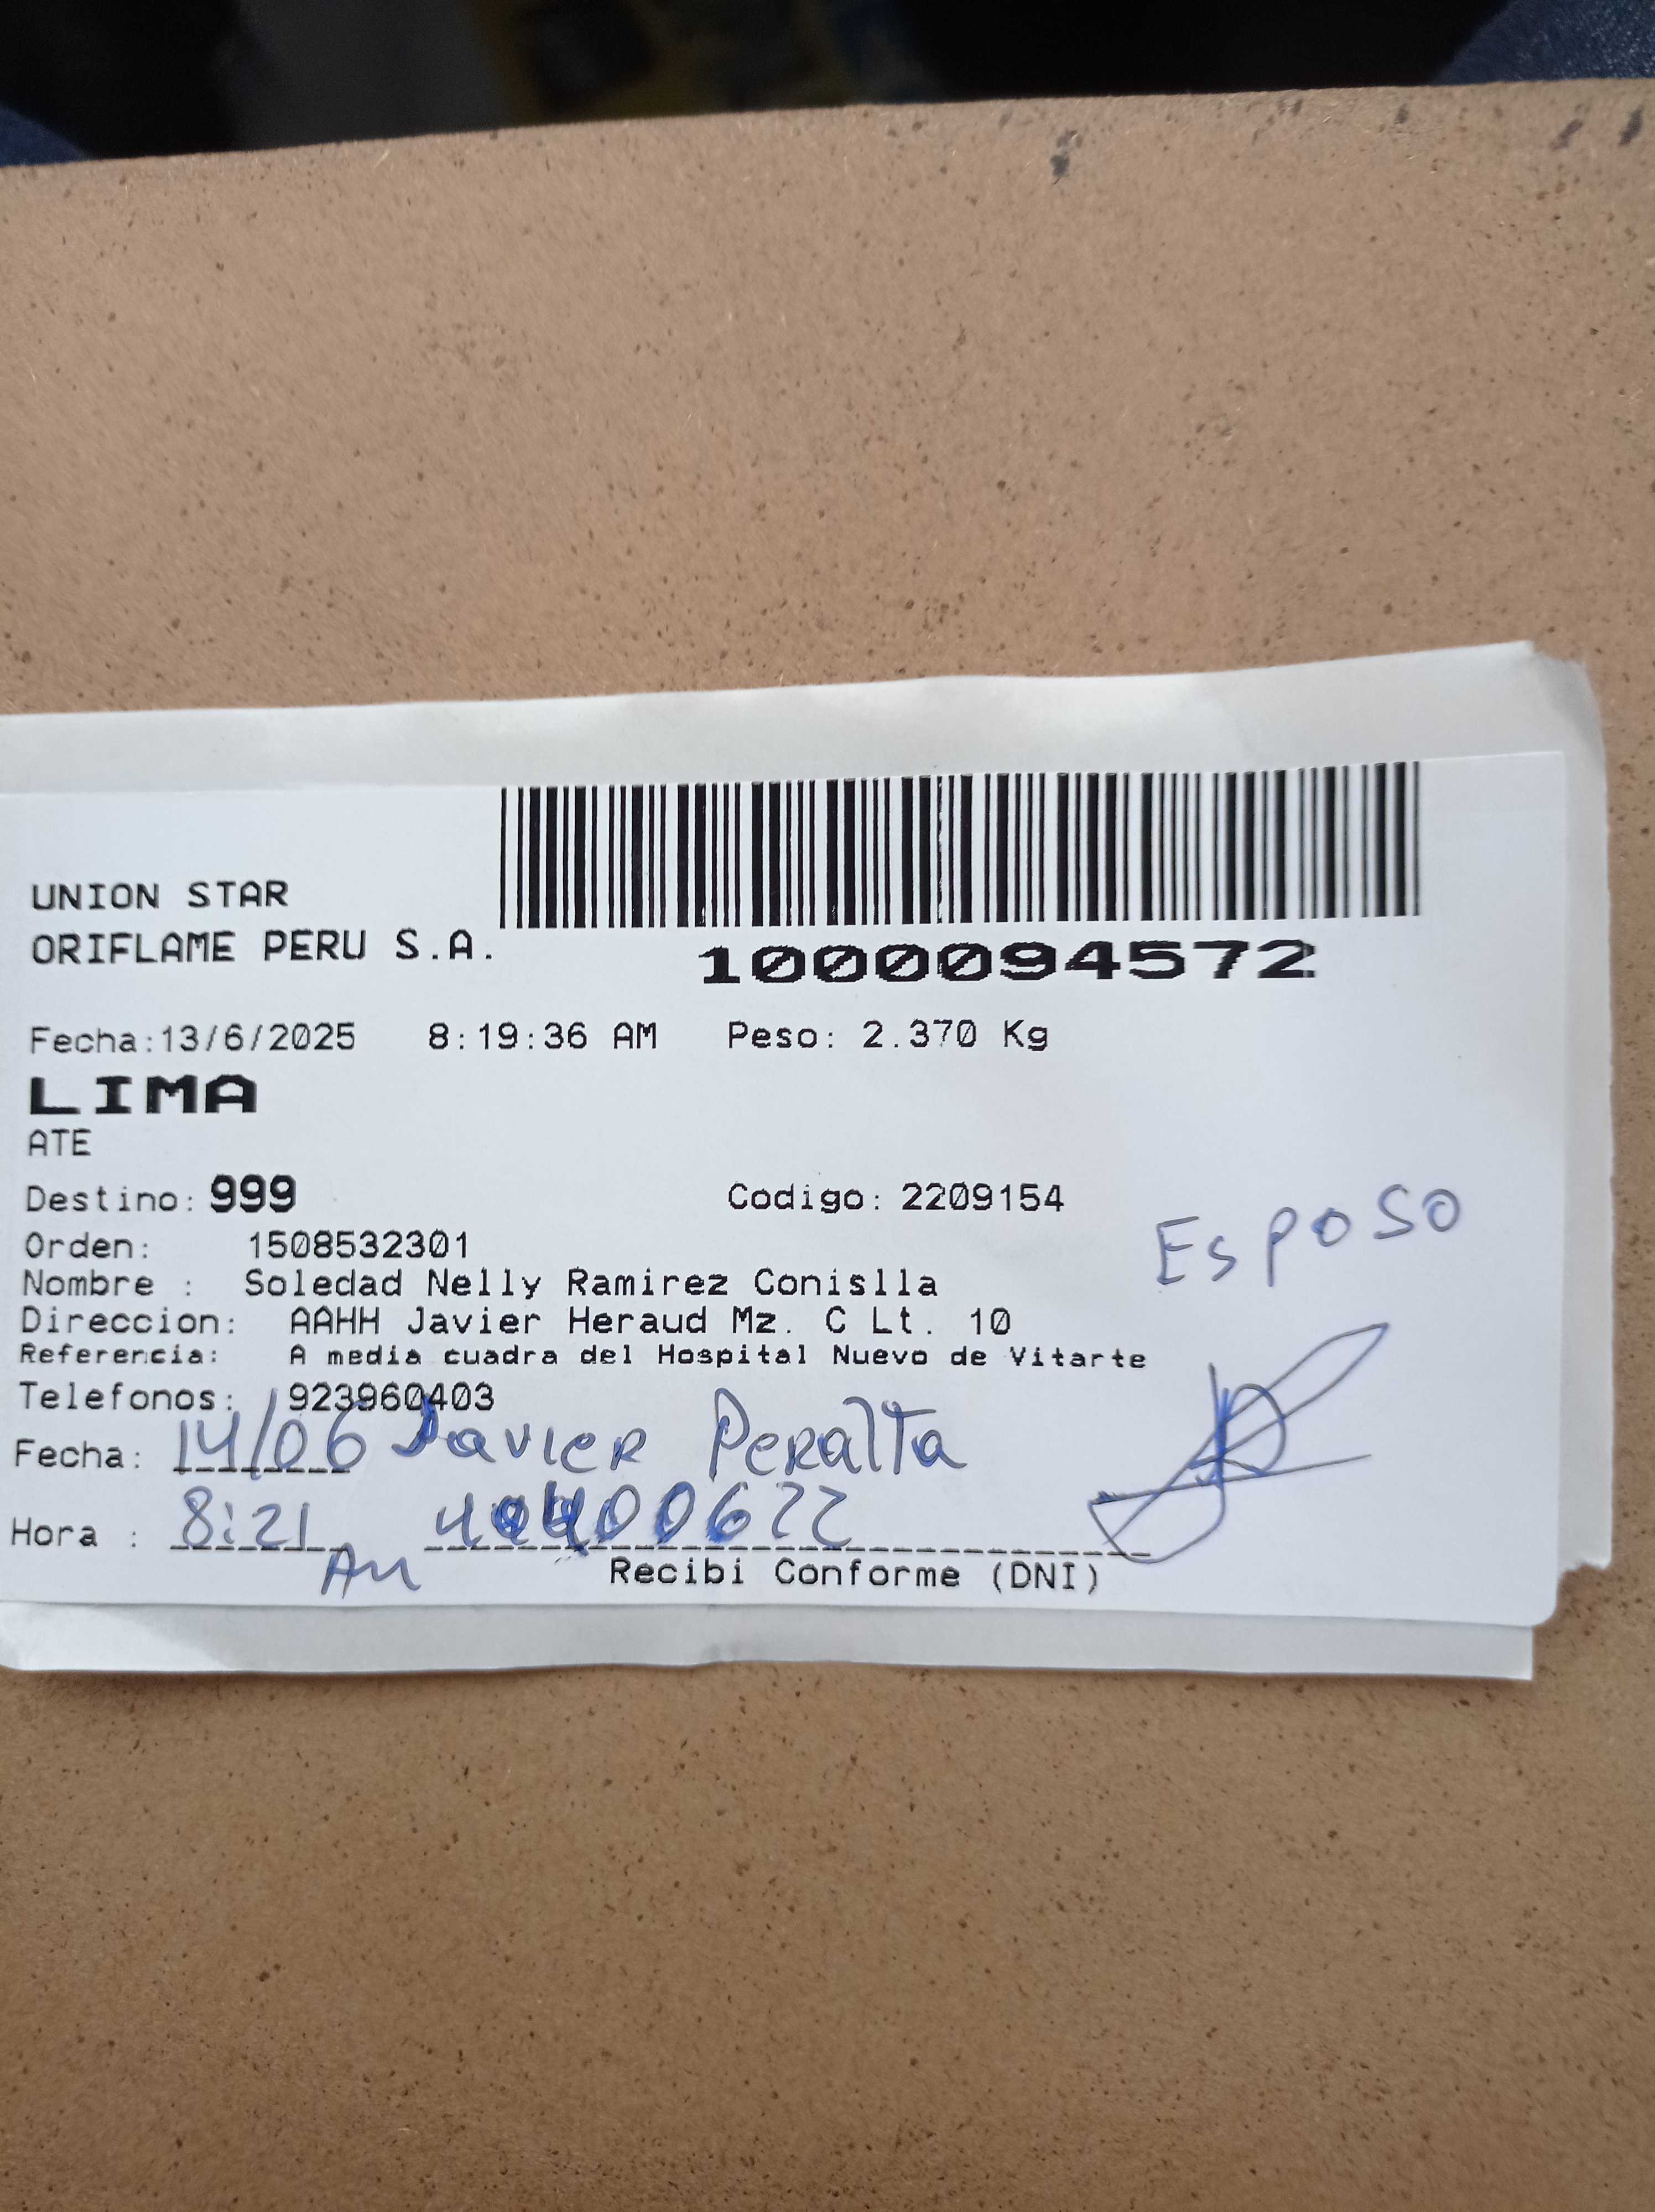 UNION STAR
ORIFLAME PERU S.A.
1000094572
Fecha:13/6/2025 8:19:36 AM Peso: 2.370 Kg
LIMA
ATE
Destino: 999 Codigo: 2209154
Orden: 1508532301
Esposo
Nombre : Soledad Nelly Ramirez Conislla
Direccion: AAHH Javier Heraud Mz. C Lt. 10
Referencia: A media cuadra del Hospital Nuevo de Vitarte
Telefonos: 923960403
Fecha: 14/06 Javier Peralta
Hora : 8:21 AM
Recibi Conforme (DNI)